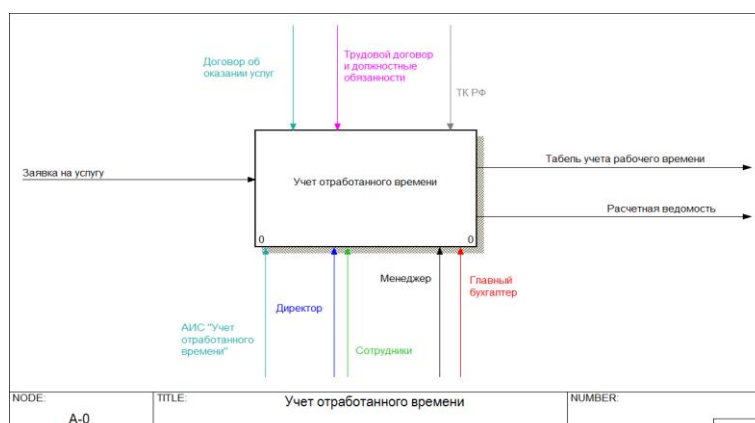 Договор об
оказании услуг
Трудовой договор
и должностные
обязанности
ТК РФ
Заявка на услугу
Учет отработанного времени
0
0
Табель учета рабочего времени
Расчетная ведомость
АИС "Учет
отработанного
времени"
Директор
Сотрудники
Менеджер
Главный
бухгалтер
NODE:
A-0
TITLE:
Учет отработанного времени
NUMBER: